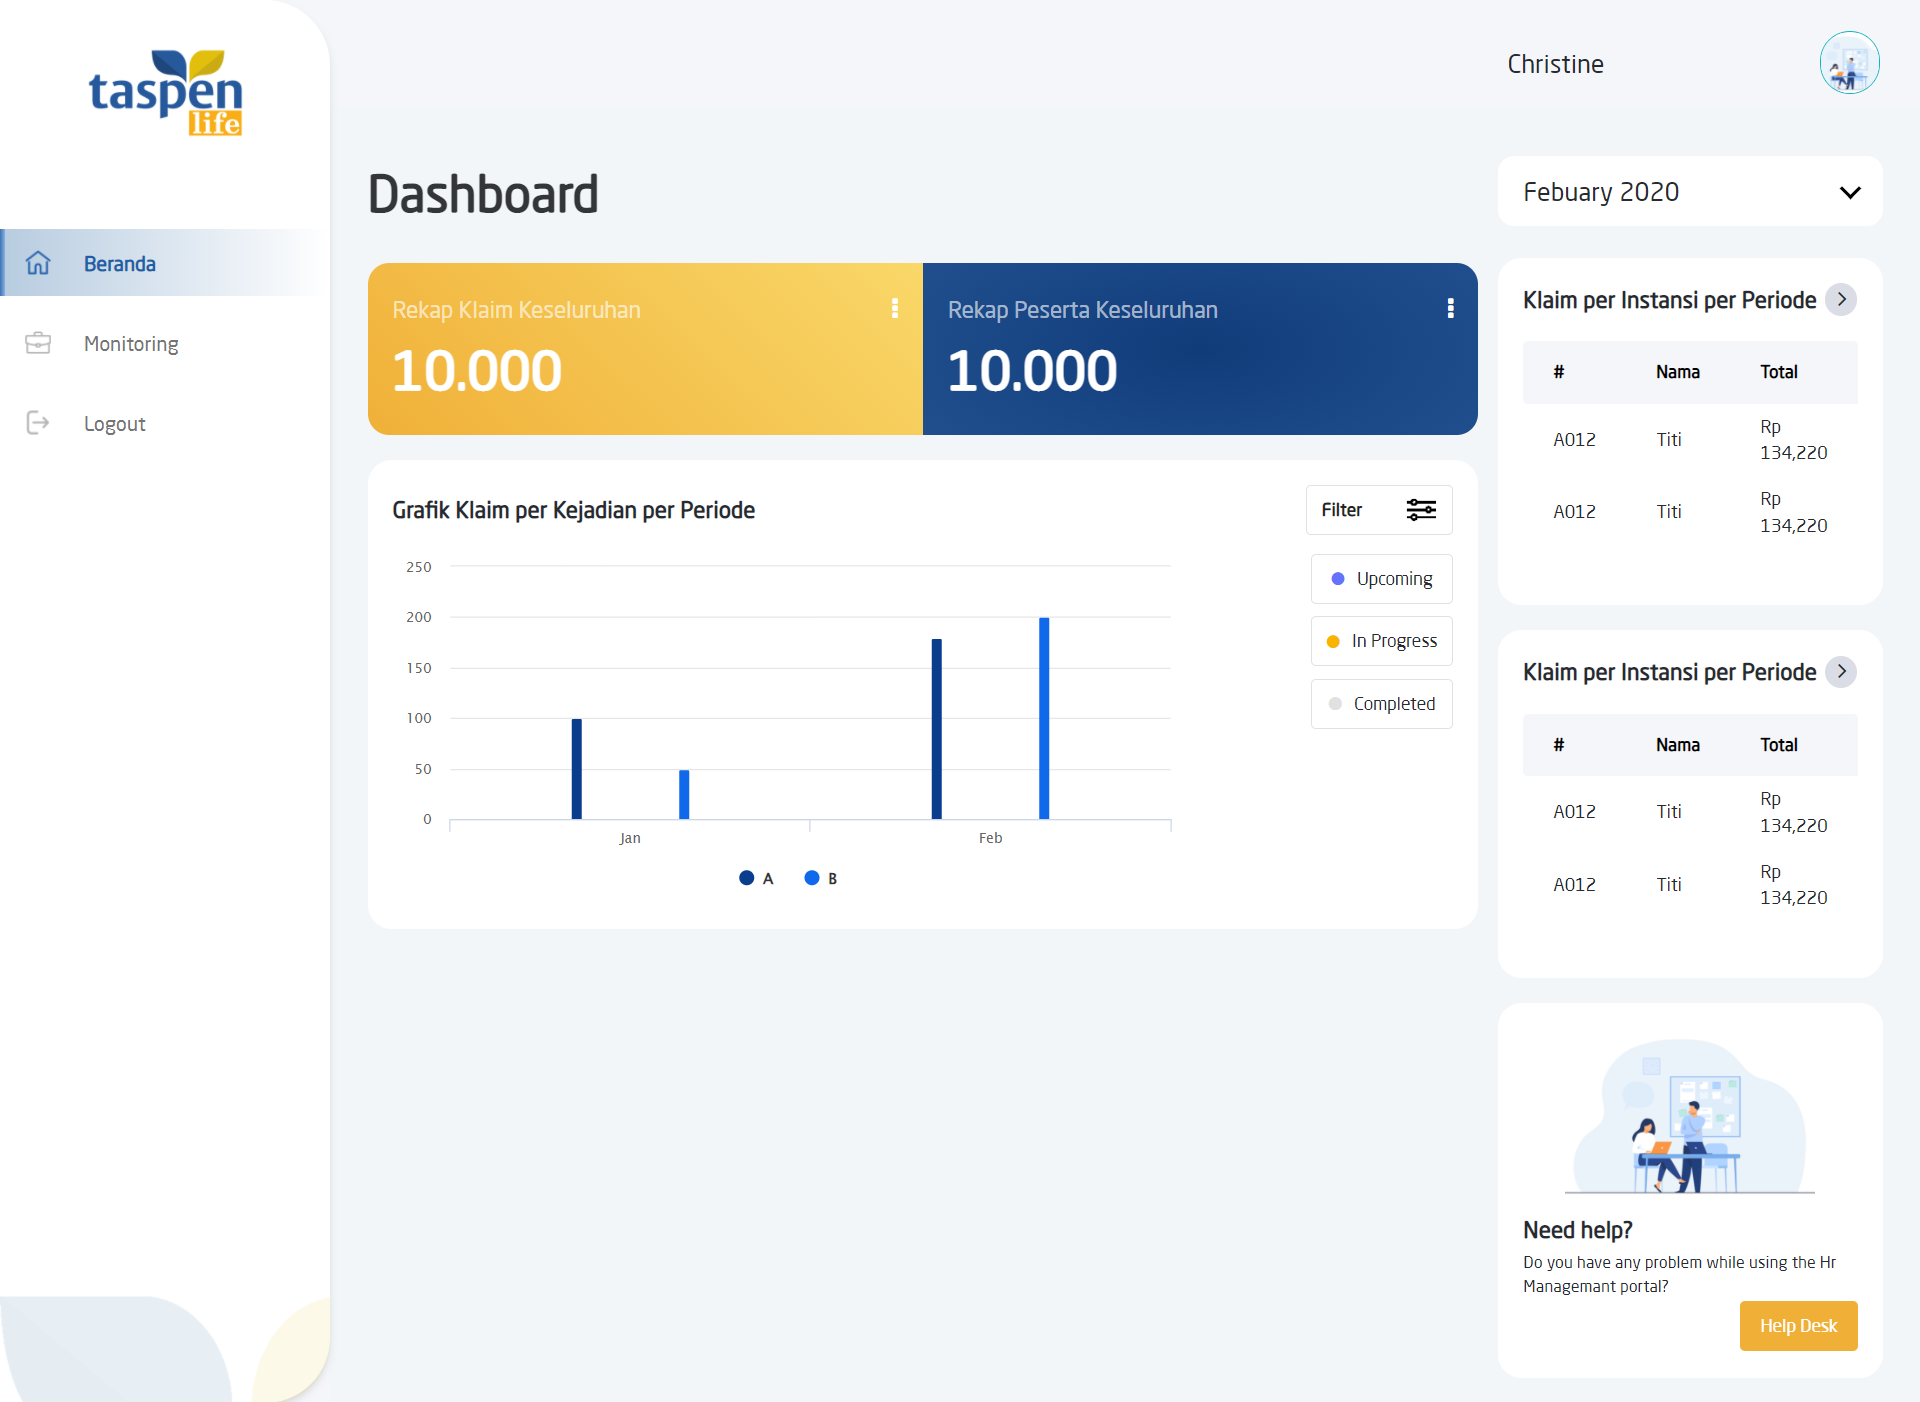 taspen
life
Christine
Dashboard
Febuary 2020
Beranda
Monitoring
Logout
Rekap Klaim Keseluruhan
10.000
Rekap Peserta Keseluruhan
10.000
Grafik Klaim per Kejadian per Periode
Filter
Upcoming
In Progress
Completed
250
200
150
100
50
0
Jan
Feb
A
B
Klaim per Instansi per Periode
# Nama Total
A012 Titi Rp
134,220
A012 Titi Rp
134,220
Klaim per Instansi per Periode
# Nama Total
A012 Titi Rp
134,220
A012 Titi Rp
134,220
Need help?
Do you have any problem while using the Hr
Managemant portal?
Help Desk